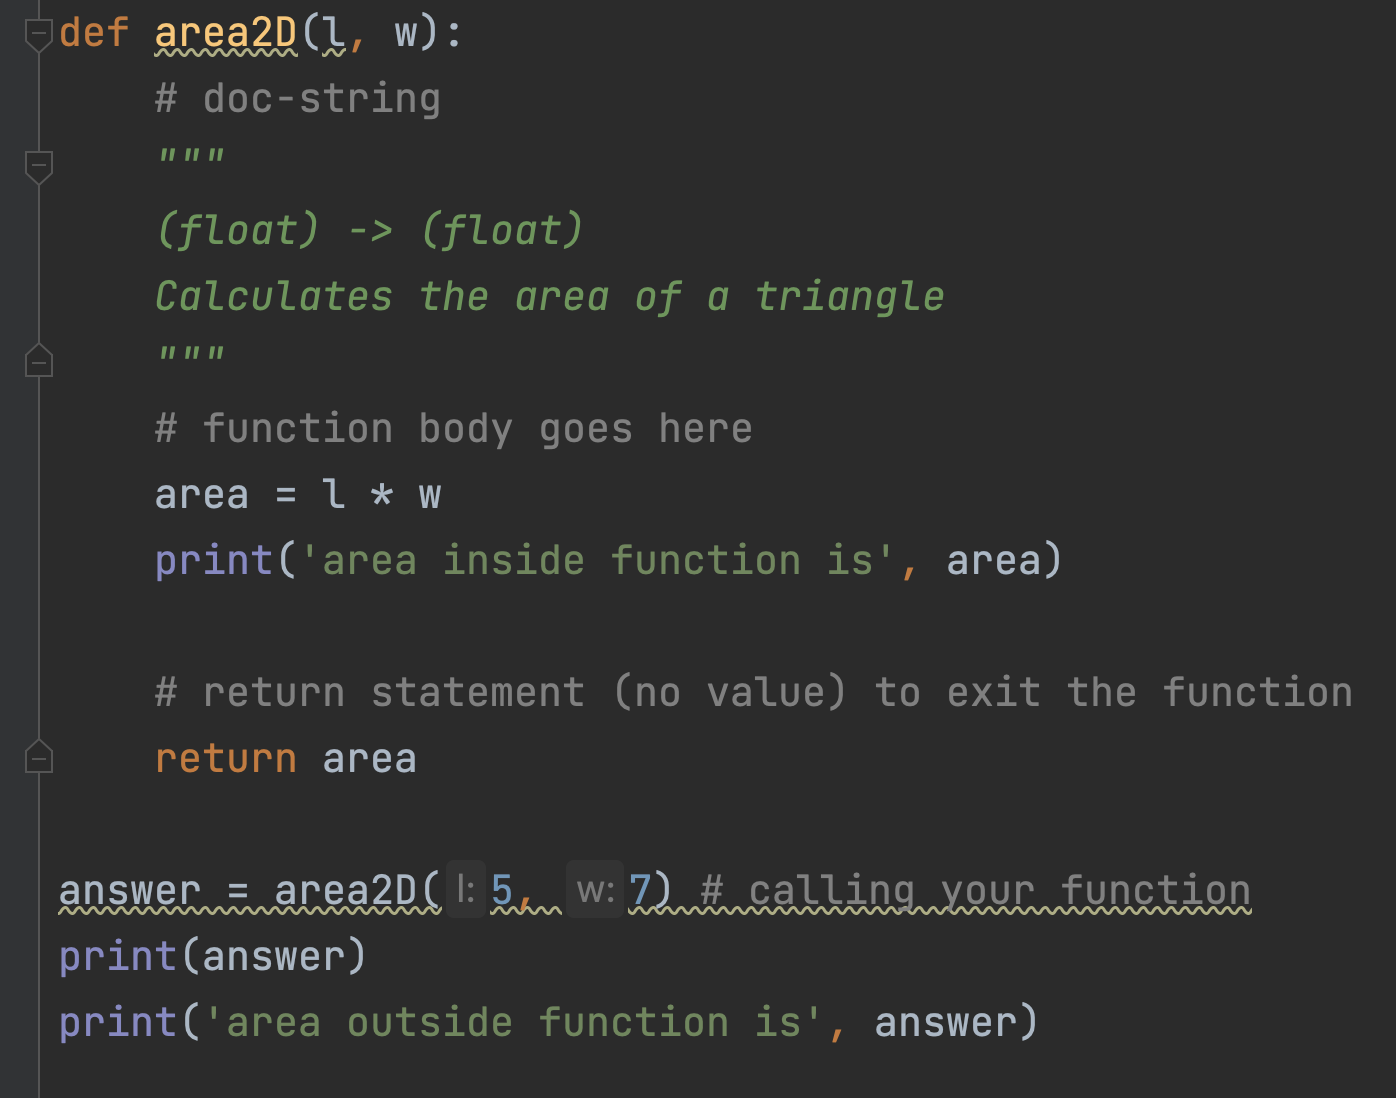 def area2D(l, w):
# doc-string
"""
(float) -> (float)
Calculates the area of a triangle
"""
# function body goes here
area = l * w
print('area inside function is', area)
# return statement (no value) to exit the function
return area
answer = area2D(l:5, w:7) # calling your function
print(answer)
print('area outside function is', answer)